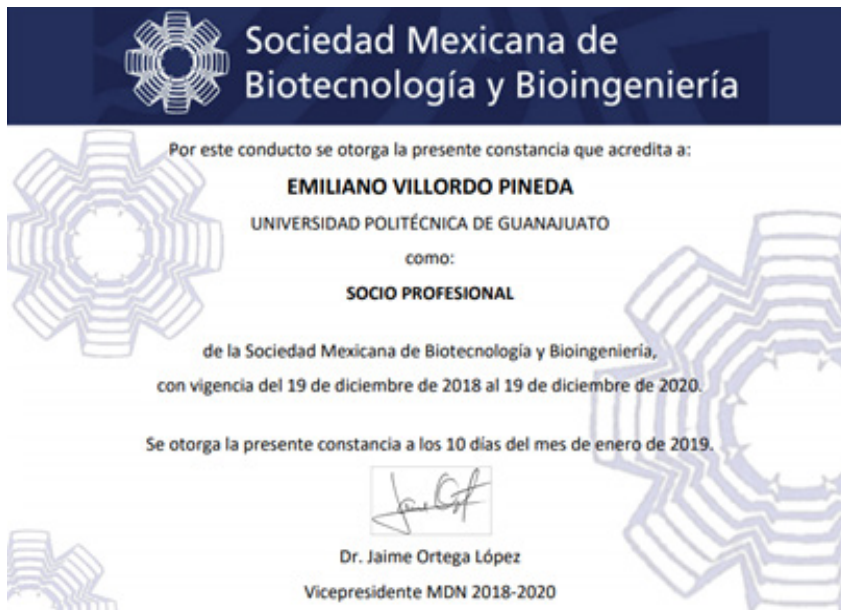 Sociedad Mexicana de
Biotecnología y Bioingeniería
Por este conducto se otorga la presente constancia que acredita a:
EMILIANO VILLORDO PINEDA
UNIVERSIDAD POLITÉCNICA DE GUANAJUATO
como:
SOCIO PROFESIONAL
de la Sociedad Mexicana de Biotecnología y Bioingeniería,
con vigencia del 19 de diciembre de 2018 al 19 de diciembre de 2020.
Se otorga la presente constancia a los 10 días del mes de enero de 2019.
Dr. Jaime Ortega López
Vicepresidente MDN 2018-2020